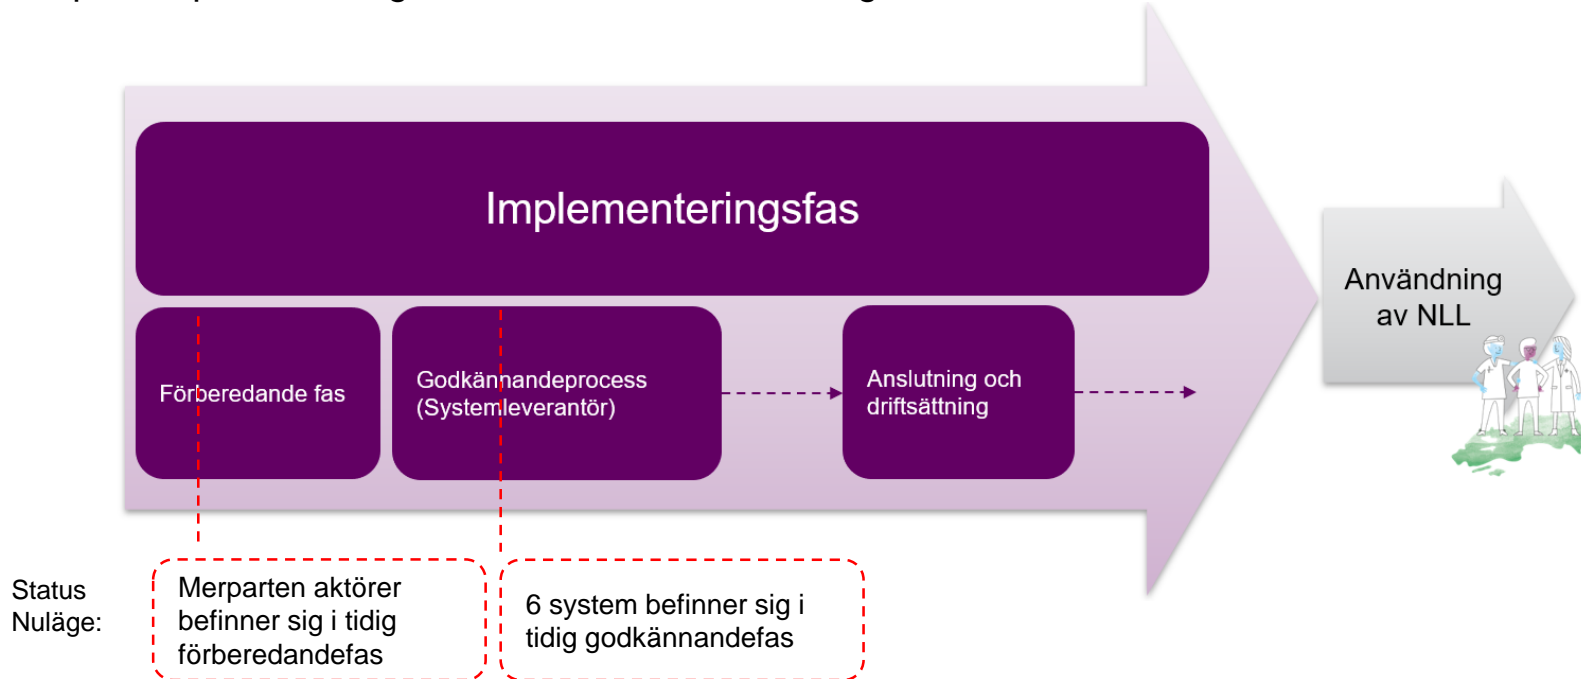 Implementeringsfas
Förberedande fas
Godkännandeprocess
(Systemleverantör)
Anslutning och
driftsättning
Användning
av NLL
Status
Nuläge:
Merparten aktörer
befinner sig i tidig
förberedandefas
6 system befinner sig i
tidig godkännandefas